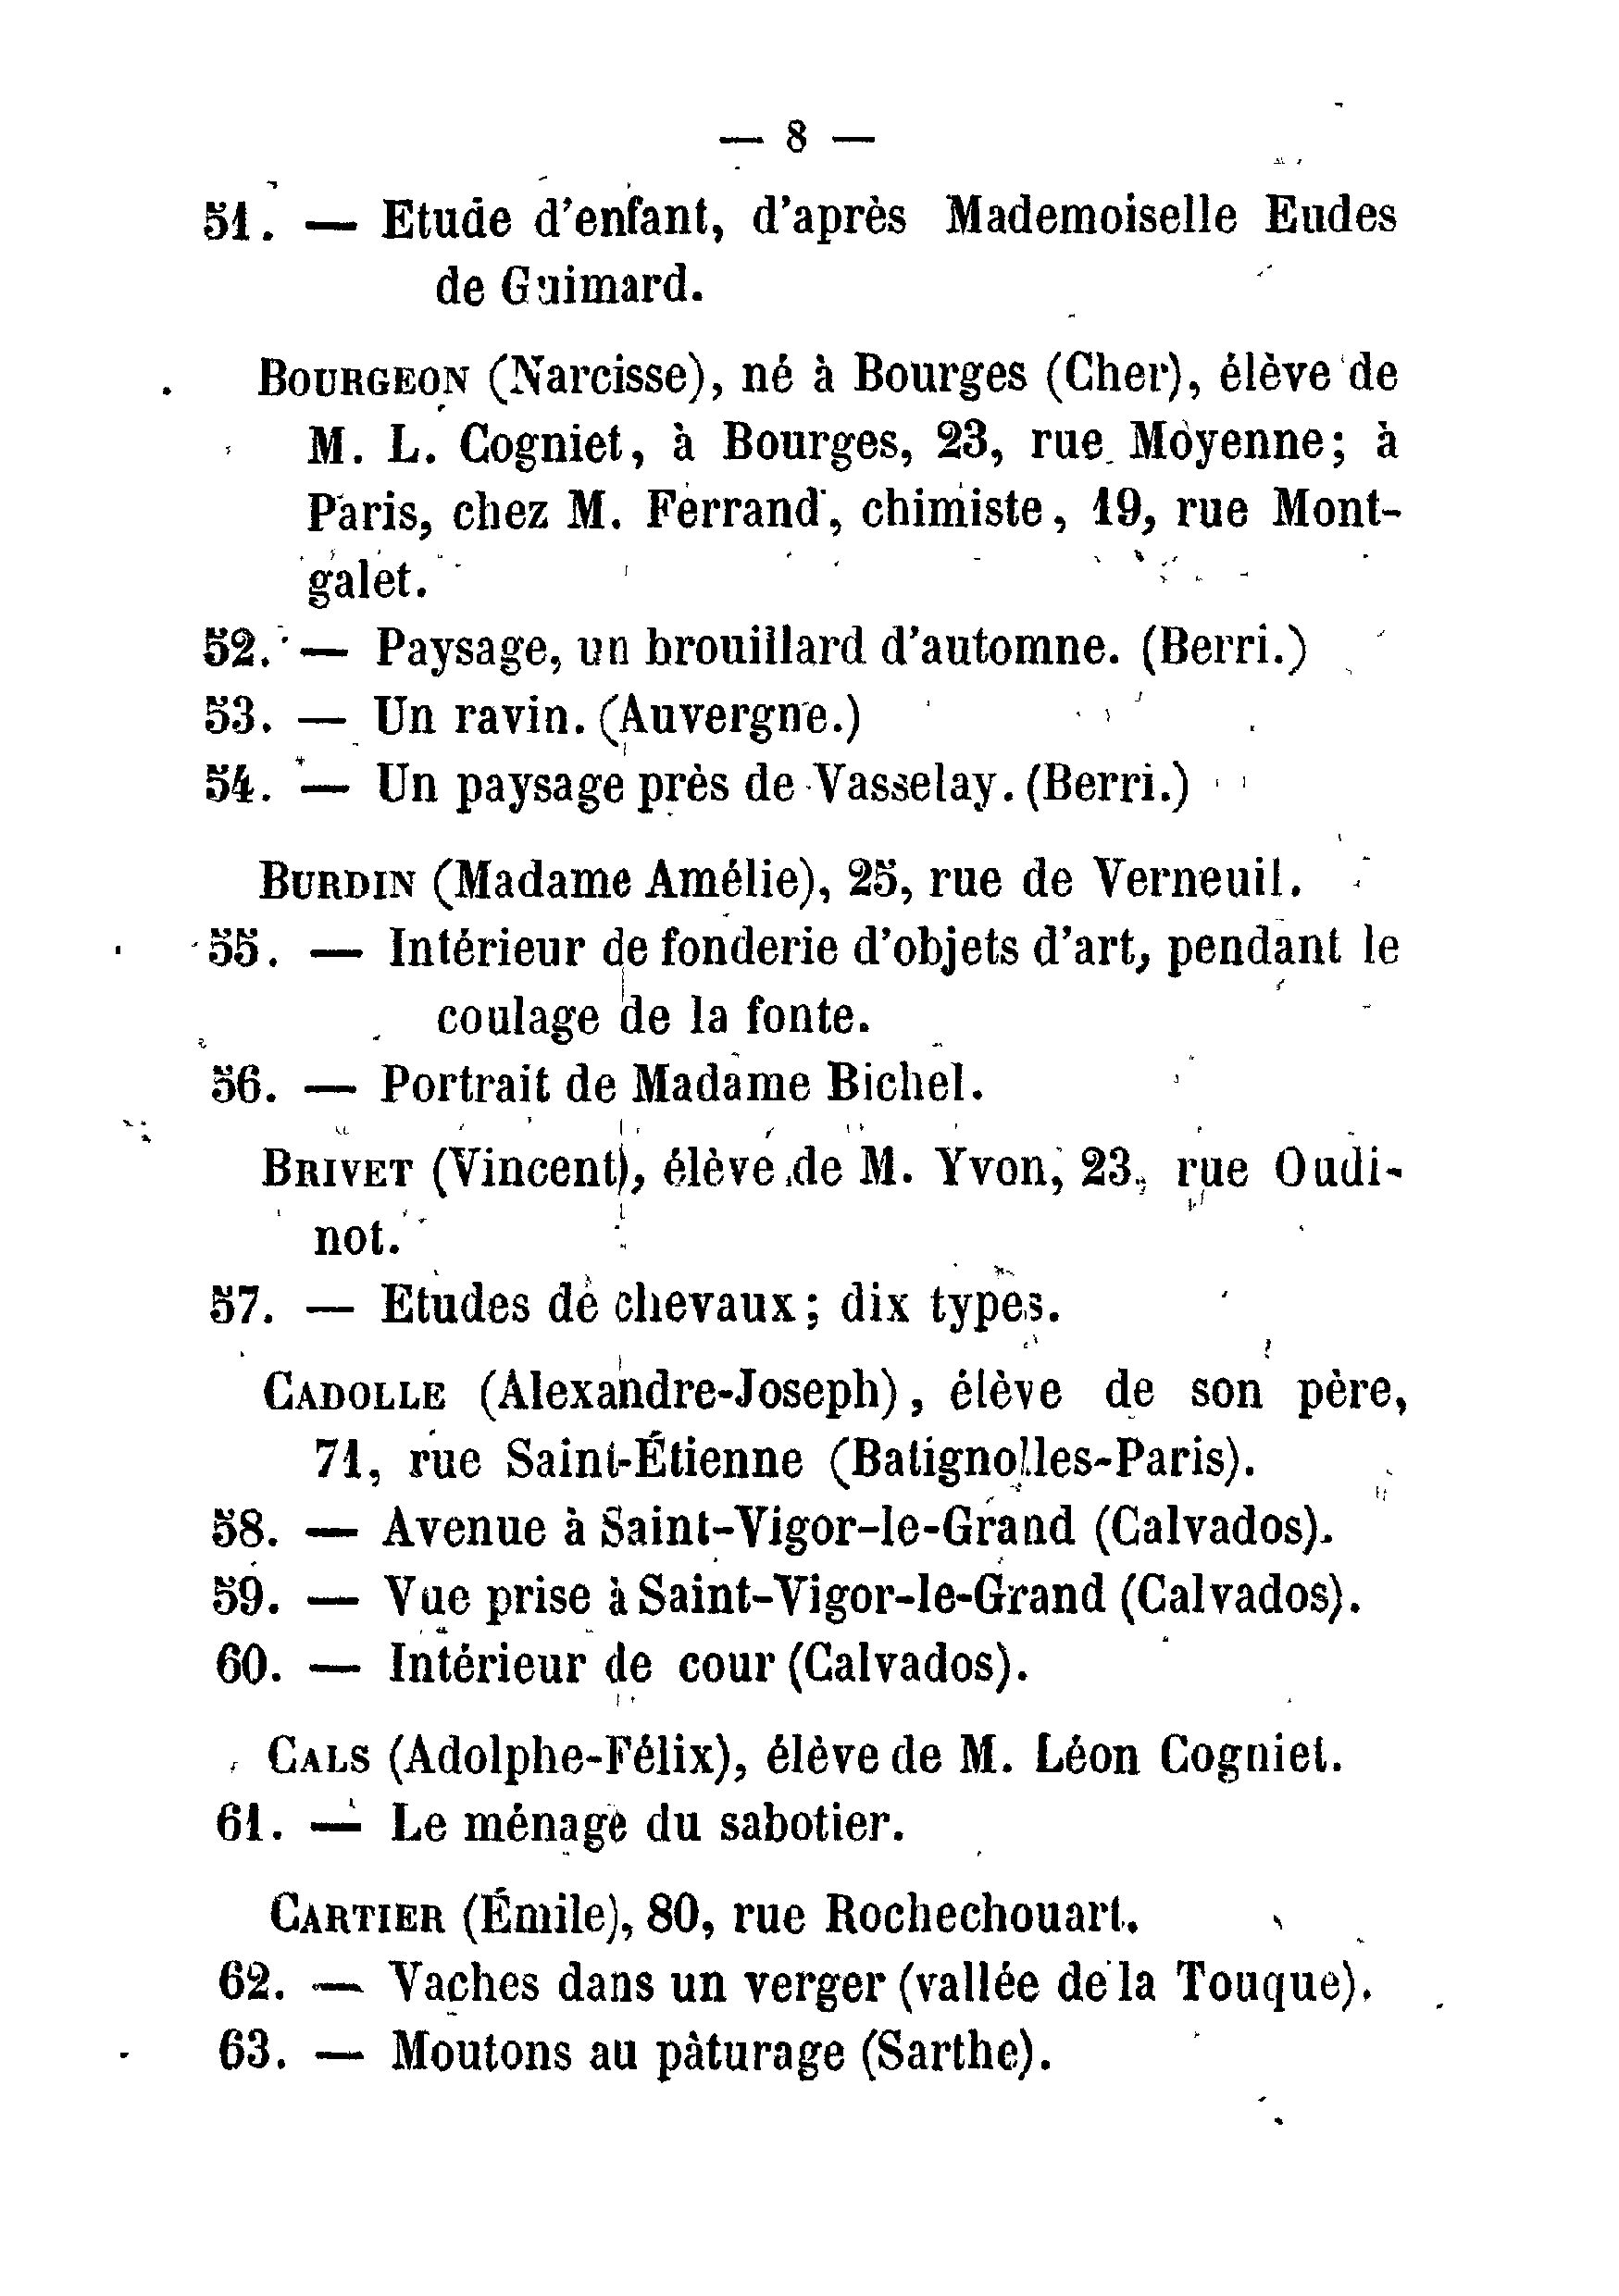 — 8 —
51. — Etude d'enfant, d'après Mademoiselle Eudes
de Guimard.
BOURGEON (Narcisse), né à Bourges (Cher), élève de
M. L. Cogniet, à Bourges, 23, rue Moyenne; à
Paris, chez M. Ferrand, chimiste, 19, rue Mont-
galet.
52. — Paysage, un brouillard d'automne. (Berri.)
53. — Un ravin. (Auvergne.)
54. — Un paysage près de Vasselay. (Berri.)
BURDIN (Madame Amélie), 25, rue de Verneuil.
55. — Intérieur de fonderie d'objets d'art, pendant le
coulage de la fonte.
56. — Portrait de Madame Bichel.
BRIVET (Vincent), élève de M. Yvon, 23, rue Oudi-
not.
57. — Etudes de chevaux; dix types.
CADOLLE (Alexandre-Joseph), élève de son père,
71, rue Saint-Étienne (Batignolles-Paris).
58. — Avenue à Saint-Vigor-le-Grand (Calvados).
59. — Vue prise à Saint-Vigor-le-Grand (Calvados).
60. — Intérieur de cour (Calvados).
CALS (Adolphe-Félix), élève de M. Léon Cogniet.
61. — Le ménage du sabotier.
CARTIER (Émile), 80, rue Rochechouart.
62. — Vaches dans un verger (vallée de la Touque).
63. — Moutons au pâturage (Sarthe).